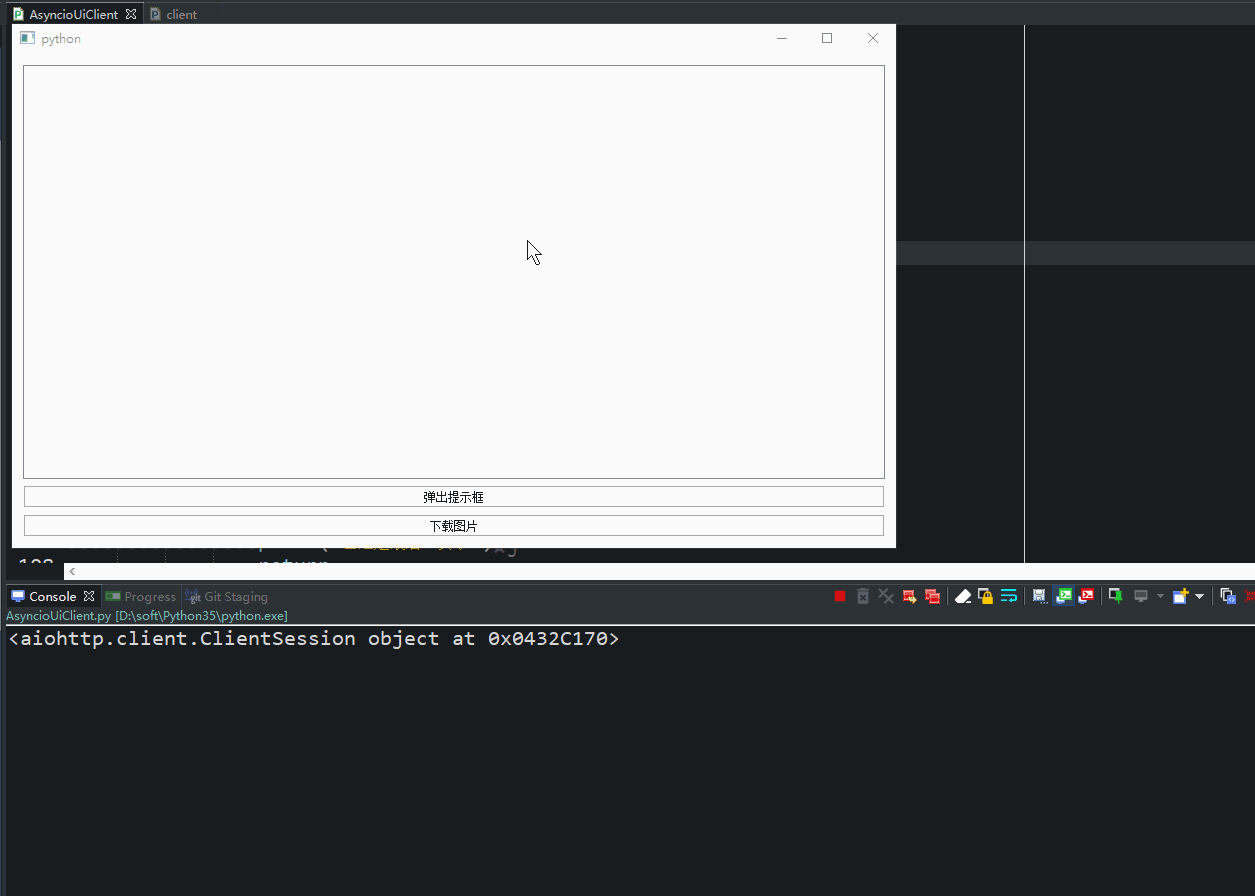 AsyncioUiClient client
python
弹出提示框
下载图片
Console Progress Git Staging
AsyncioUiClient.py [D:\soft\Python35\python.exe]
<aiohttp.client.ClientSession object at 0x0432C170>